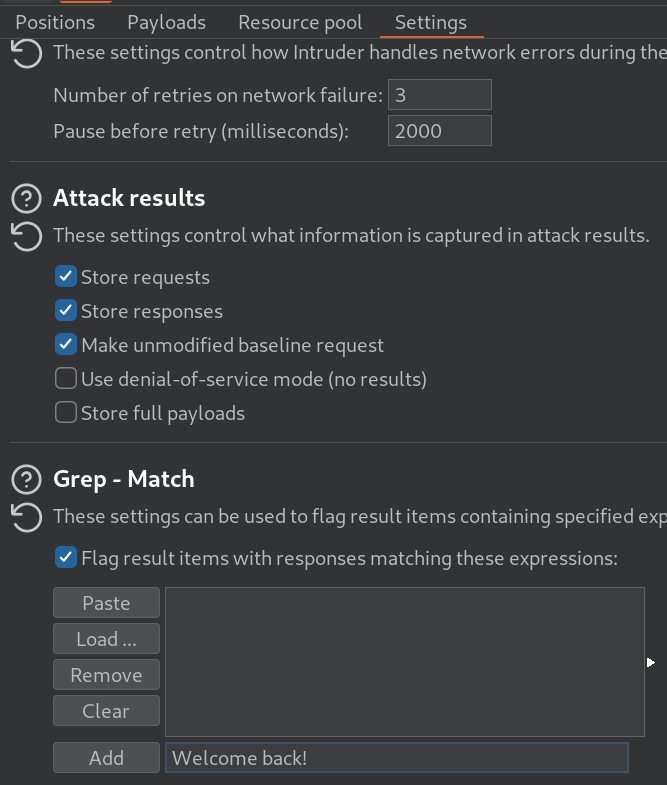 Positions Payloads Resource pool Settings
These settings control how Intruder handles network errors during the
Number of retries on network failure: 3
Pause before retry (milliseconds): 2000
Attack results
These settings control what information is captured in attack results.
Store requests
Store responses
Make unmodified baseline request
Use denial-of-service mode (no results)
Store full payloads
Grep - Match
These settings can be used to flag result items containing specified exp
Flag result items with responses matching these expressions:
Paste
Load ...
Remove
Clear
Add Welcome back!